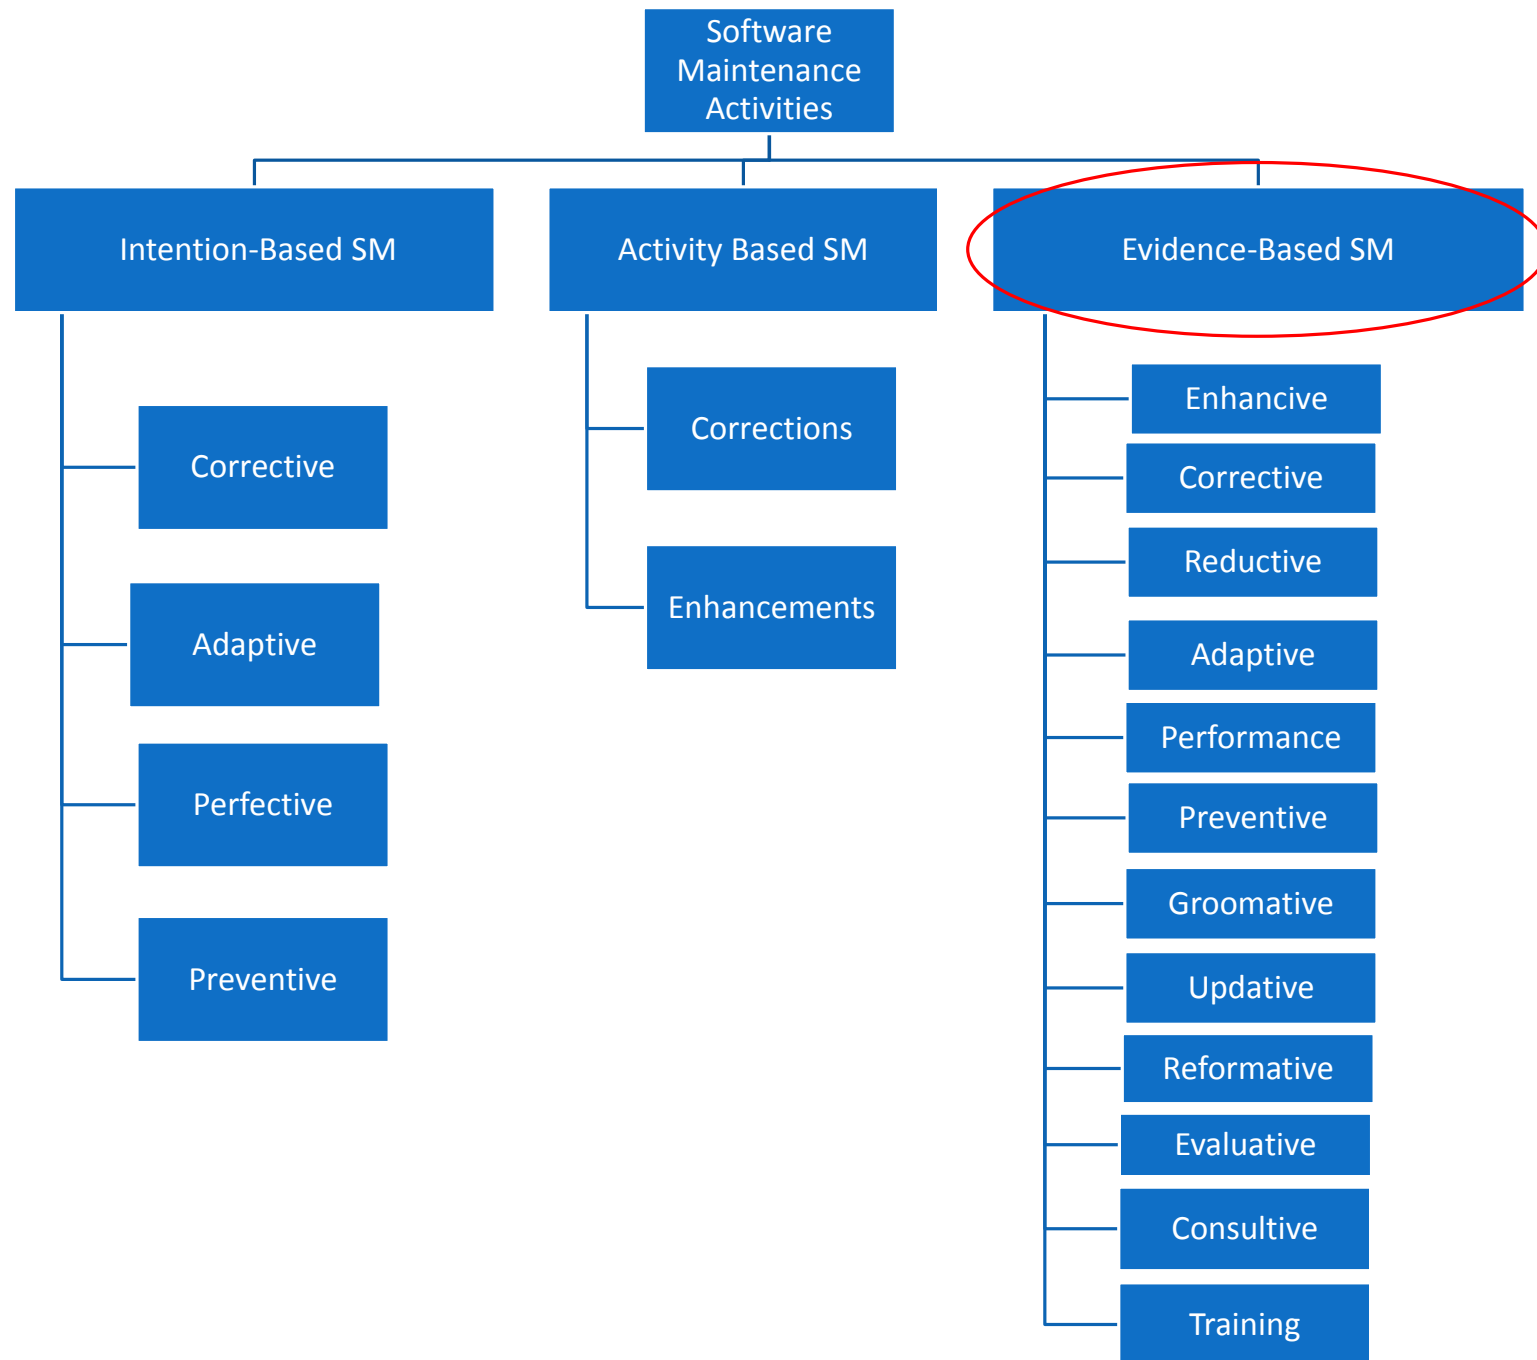 Software
Maintenance
Activities
Intention-Based SM
Activity Based SM
Evidence-Based SM
Corrective
Adaptive
Perfective
Preventive
Corrections
Enhancements
Enhancive
Corrective
Reductive
Adaptive
Performance
Preventive
Groomative
Updative
Reformative
Evaluative
Consultive
Training